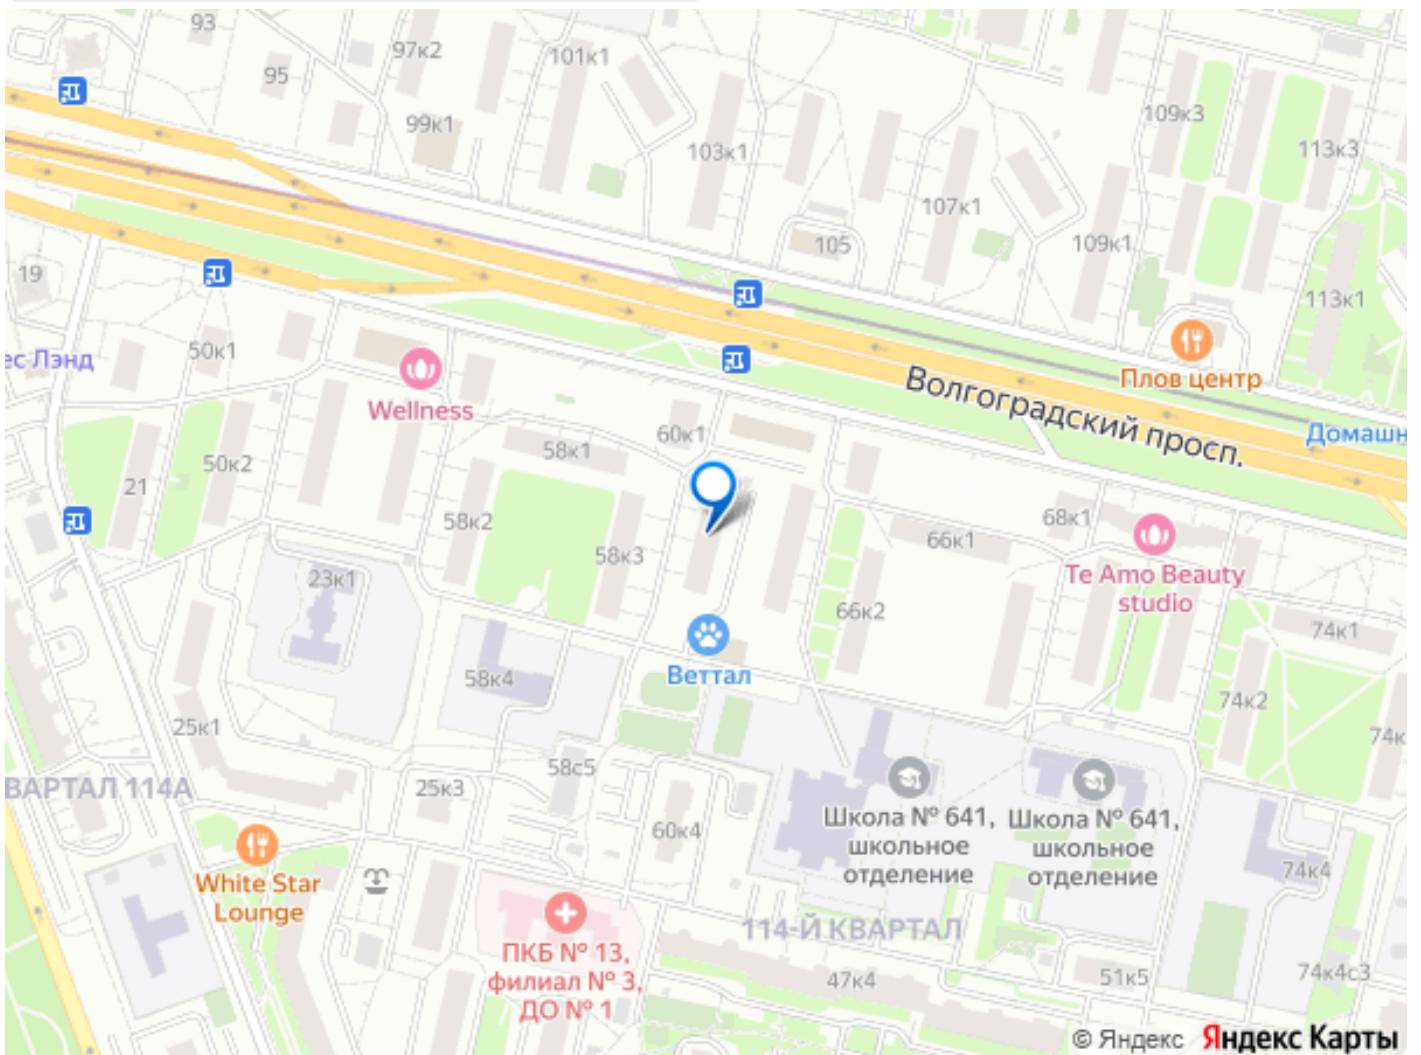 93
97к2
101к1
95
99к1
103к1
109к3
113к3
107к1
105
109к1
19
113к1
50к1
ес Лэнд
Wellness
Плов центр
Волгоградский просп.
Домашн
60к1
58к1
50к2
21
58к2
58к3
68к1
66к1
Te Amo Beauty
studio
23к1
66к2
74к1
Веттал
58к4
74к2
25к1
74к
58с5
ВАРТАЛ 114А
25к3
60к4
Школа № 641,
школьное
отделение
Школа № 641,
школьное
отделение
74к4
White Star
Lounge
114-Й КВАРТАЛ
ПКБ № 13,
филиал № 3,
ДО № 1
47к4
51к5
74к4с3
© Яндекс Яндекс Карты